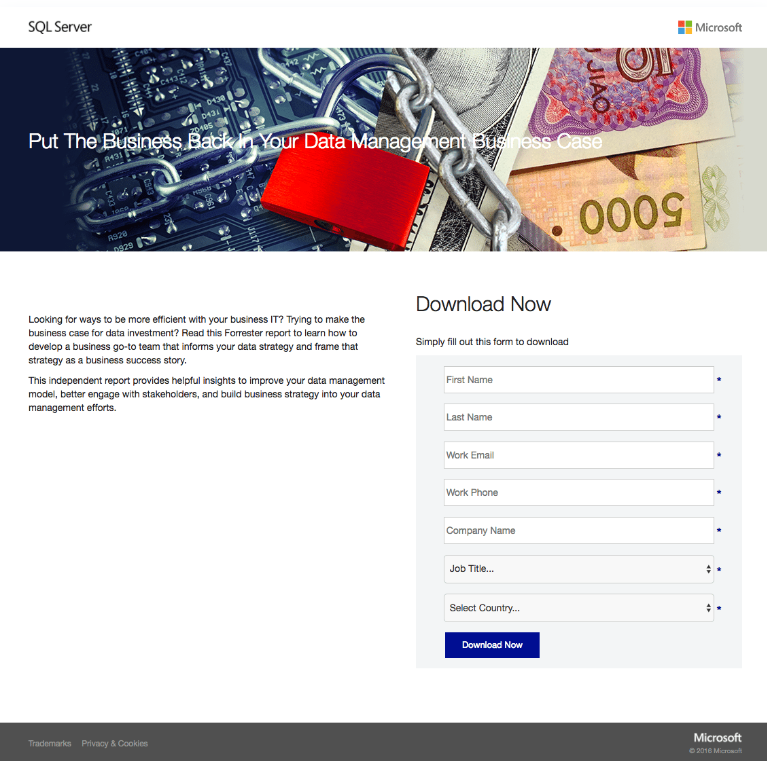 SQL Server
Microsoft
Put The Business Back In Your Data Management Business Case
JIAO
5000
Looking for ways to be more efficient with your business IT? Trying to make the
business case for data investment? Read this Forrester report to learn how to
develop a business go-to team that informs your data strategy and frame that
strategy as a business success story.
This independent report provides helpful insights to improve your data management
model, better engage with stakeholders, and build business strategy into your data
management efforts.
Download Now
Simply fill out this form to download
First Name
*
Last Name
*
Work Email
*
Work Phone
*
Company Name
*
Job Title...
*
Select Country...
*
Download Now
Trademarks Privacy & Cookies
Microsoft
© 2016 Microsoft